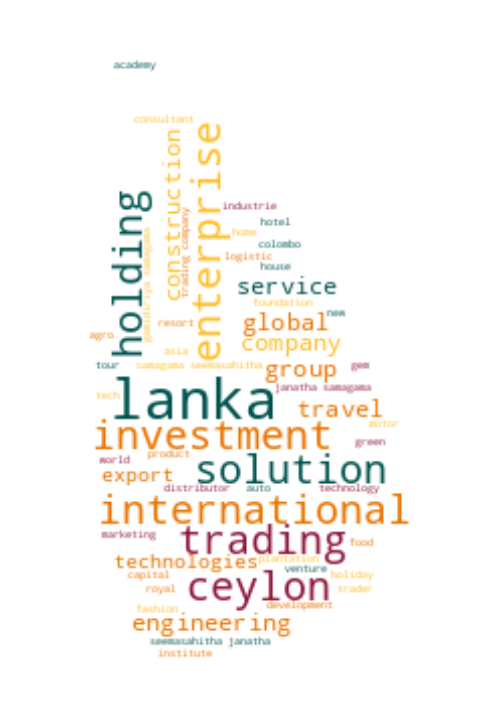 academy
consultant
construction
enterprise
holding
gamidiriya samagama
trading company
industrie
hotel
home
colombo
logistic
house
service
foundation
new
resort
global
agro
company
asia
tour
samagama seemasahitha
group
gem
janatha samagama
lanka
tech
travel
motor
investment
green
product
world
solution
export
distributor
auto
technology
international
marketing
trading
food
technologies
plantation
venture
capital
ceylon
holiday
royal
trader
fashion
development
engineering
seemasahitha janatha
institute